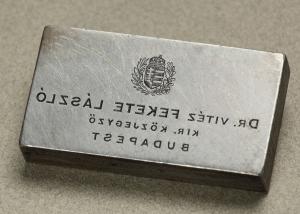 DR. VITÉZ FEKETE LÁSZLÓ
KIR. KÖZJEGYZŐ
BUDAPEST